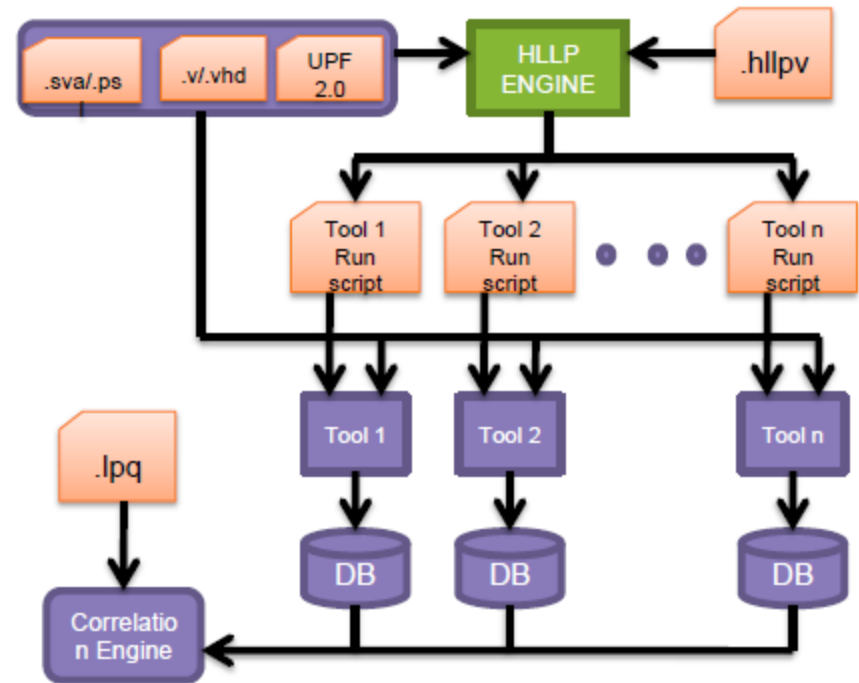 .sva/.ps
.v/.vhd
UPF
2.0
HLLP
ENGINE
.hllpv
Tool 1
Run
script
Tool 2
Run
script
Tool n
Run
script
Tool 1
Tool 2
Tool n
.lpq
DB
DB
DB
Correlatio
n Engine